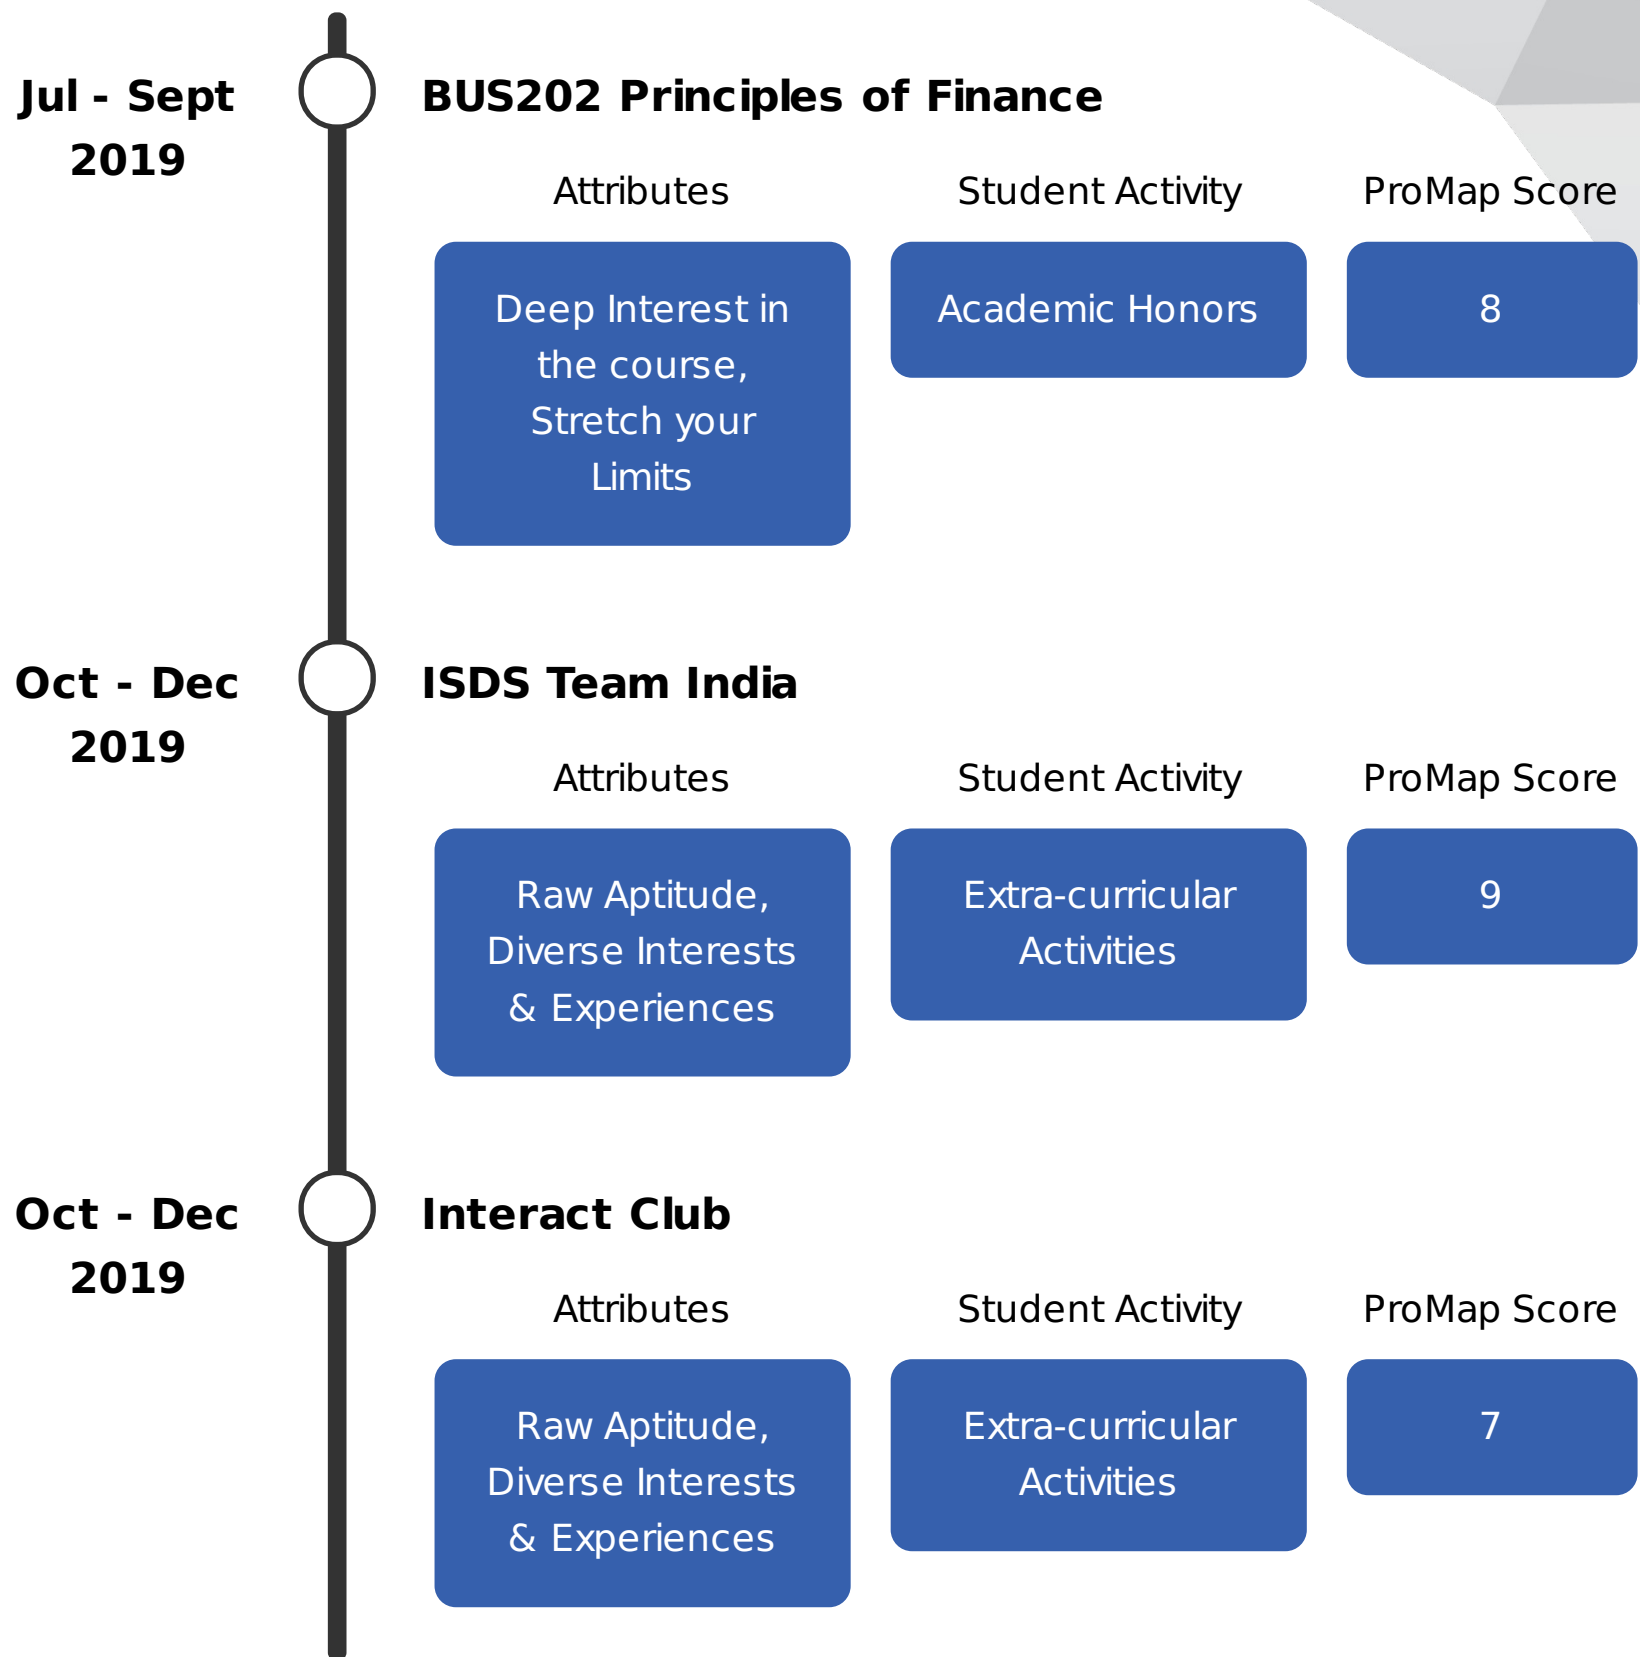 Jul - Sept
2019
BUS202 Principles of Finance
Attributes
Student Activity
ProMap Score
Deep Interest in
the course,
Stretch your
Limits
Academic Honors
8
Oct - Dec
2019
ISDS Team India
Attributes
Student Activity
ProMap Score
Raw Aptitude,
Diverse Interests
& Experiences
Extra-curricular
Activities
9
Oct - Dec
2019
Interact Club
Attributes
Student Activity
ProMap Score
Raw Aptitude,
Diverse Interests
& Experiences
Extra-curricular
Activities
7